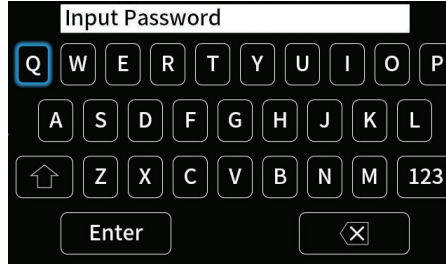 Input Password
Q W E R T Y U I O P
A S D F G H J K L
Z X C V B N M 123
Enter